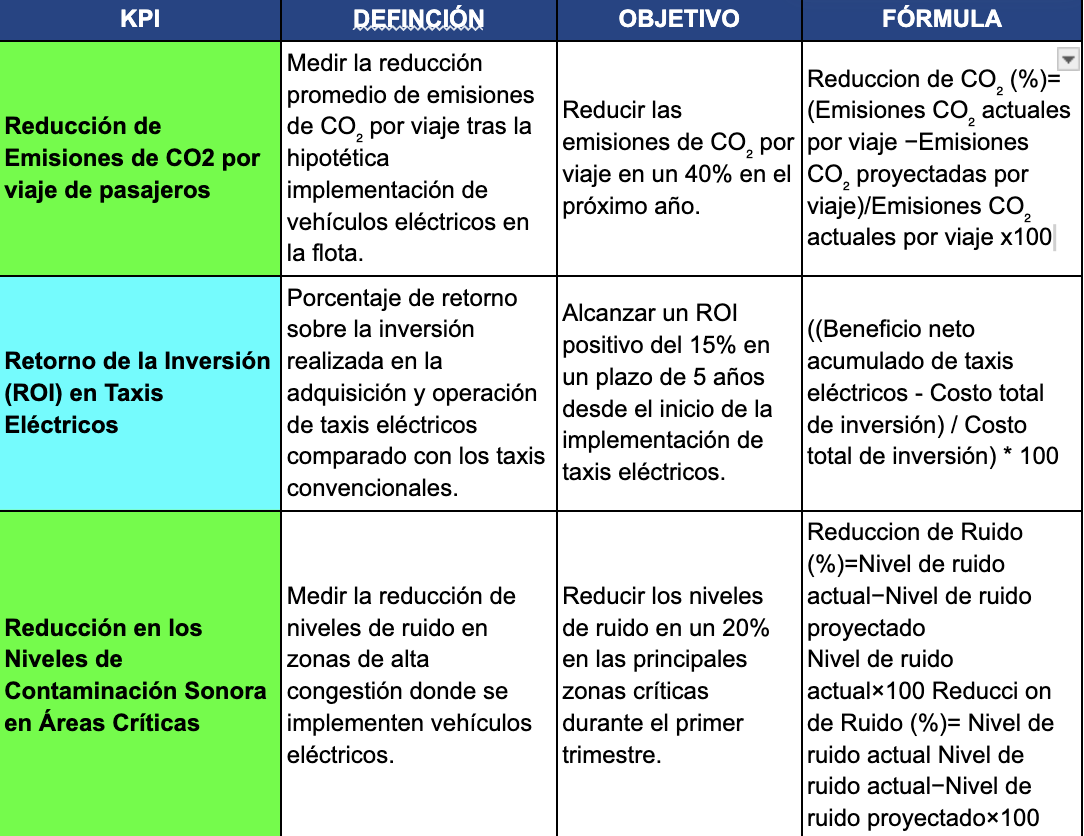 KPI
DEFINCIÓN
OBJETIVO
FÓRMULA
Reducción de
Emisiones de CO2 por
viaje de pasajeros
Medir la reducción
promedio de emisiones
de CO₂ por viaje tras la
hipotética
implementación de
vehículos eléctricos en
la flota.
Reducir las
emisiones de CO₂ por
viaje en un 40% en el
próximo año.
Reduccion de CO₂ (%)=
(Emisiones CO₂ actuales
por viaje −Emisiones
CO₂ proyectadas por
viaje)/Emisiones CO₂
actuales por viaje x100
Retorno de la Inversión
(ROI) en Taxis
Eléctricos
Porcentaje de retorno
sobre la inversión
realizada en la
adquisición y operación
de taxis eléctricos
comparado con los taxis
convencionales.
Alcanzar un ROI
positivo del 15% en
un plazo de 5 años
desde el inicio de la
implementación de
taxis eléctricos.
((Beneficio neto
acumulado de taxis
eléctricos - Costo total
de inversión) / Costo
total de inversión) * 100
Reducción en los
Niveles de
Contaminación Sonora
en Áreas Críticas
Medir la reducción de
niveles de ruido en
zonas de alta
congestión donde se
implementen vehículos
eléctricos.
Reducir los niveles
de ruido en un 20%
en las principales
zonas críticas
durante el primer
trimestre.
Reduccion de Ruido
(%)=Nivel de ruido
actual−Nivel de ruido
proyectado
Nivel de ruido
actual×100 Reducci on
de Ruido (%)= Nivel de
ruido actual Nivel de
ruido actual−Nivel de
ruido proyectado×100